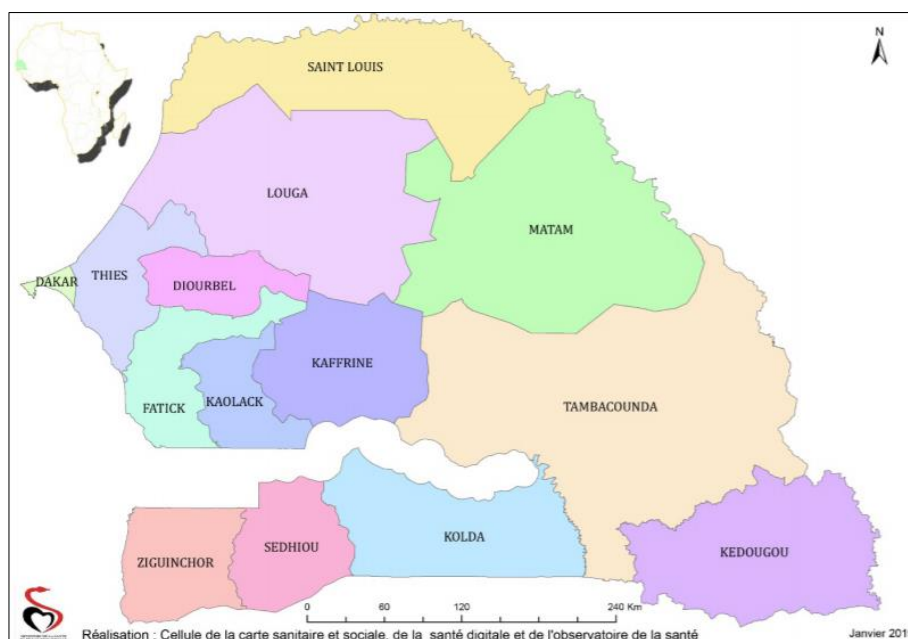 N
SAINT LOUIS
LOUGA
MATAM
DAKAR
THIES
DIOURBEL
KAFFRINE
TAMBACOUNDA
FATICK
KAOLACK
ZIGUINCHOR
SEDHIOU
KOLDA
KEDOUGOU
0 60 120 240 Km
Réalisation : Cellule de la carte sanitaire et sociale, de la santé digitale et de l'observatoire de la santé
Janvier